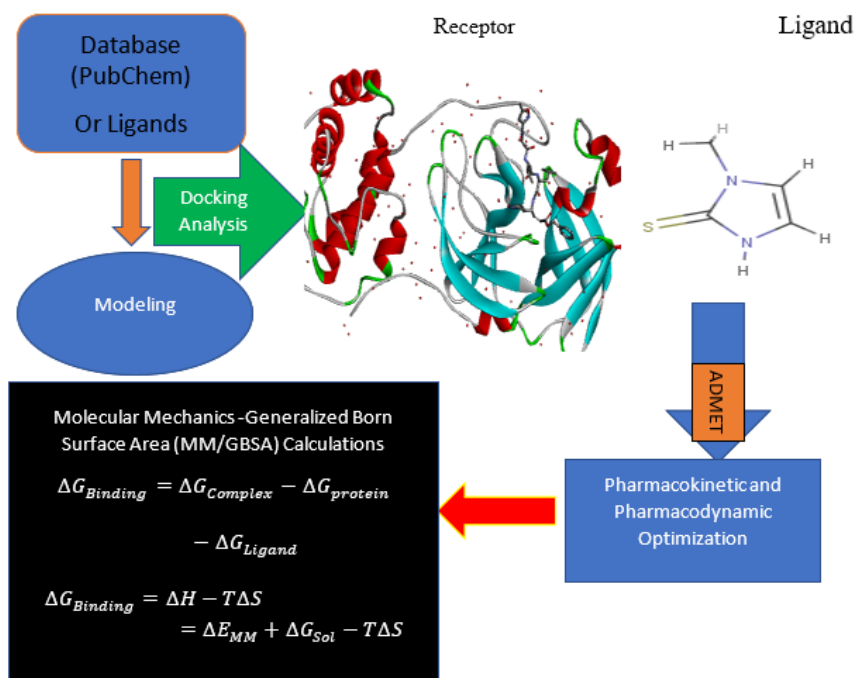 Database
(PubChem)
Or Ligands
Receptor
Ligand
Docking
Analysis
Modeling
H
H
N
H
S
N
H
H
ADMET
Molecular Mechanics -Generalized Born
Surface Area (MM/GBSA) Calculations
ΔG_Binding = ΔG_Complex − ΔG_protein
− ΔG_Ligand
ΔG_Binding = ΔH − TΔS
= ΔE_MM + ΔG_Sol − TΔS
Pharmacokinetic and
Pharmacodynamic
Optimization